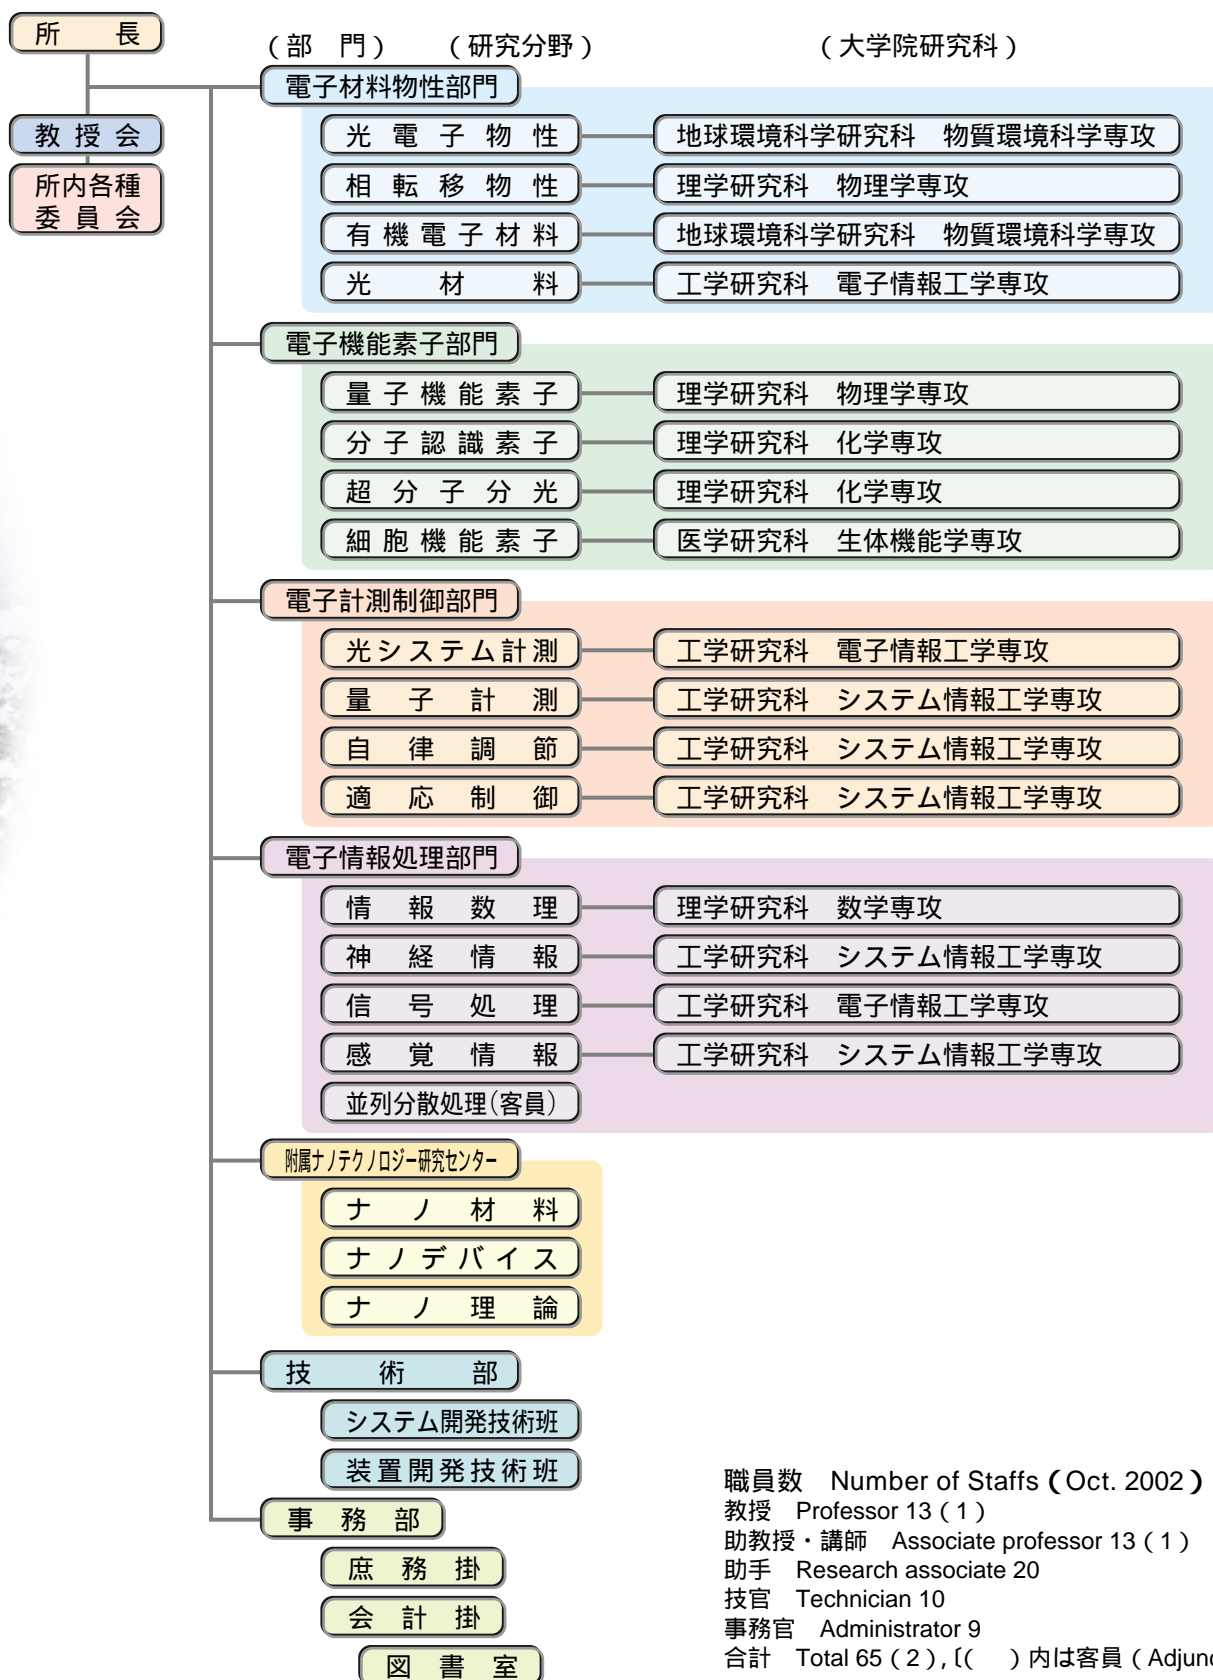 所長
(部 門) (研究分野) (大学院研究科)
電子材料物性部門
教授会
光電子物性 地球環境科学研究科 物質環境科学専攻
所内各種
委員会
相転移物性 理学研究科 物理学専攻
有機電子材料 地球環境科学研究科 物質環境科学専攻
光材料 工学研究科 電子情報工学専攻
電子機能素子部門
量子機能素子 理学研究科 物理学専攻
分子認識素子 理学研究科 化学専攻
超分子分光 理学研究科 化学専攻
細胞機能素子 医学研究科 生体機能学専攻
電子計測制御部門
光システム計測 工学研究科 電子情報工学専攻
量子計測 工学研究科 システム情報工学専攻
自律調節 工学研究科 システム情報工学専攻
適応制御 工学研究科 システム情報工学専攻
電子情報処理部門
情報数理 理学研究科 数学専攻
神経情報 工学研究科 システム情報工学専攻
信号処理 工学研究科 電子情報工学専攻
感覚情報 工学研究科 システム情報工学専攻
並列分散処理(客員)
附属ナノテクノロジー研究センター
ナノ材料
ナノデバイス
ナノ理論
技術部
システム開発技術班
装置開発技術班
事務部
庶務掛
会計掛
図書室
職員数 Number of Staffs (Oct. 2002)
教授 Professor 13 (1)
助教授・講師 Associate professor 13 (1)
助手 Research associate 20
技官 Technician 10
事務官 Administrator 9
合計 Total 65 (2),〔( )内は客員 (